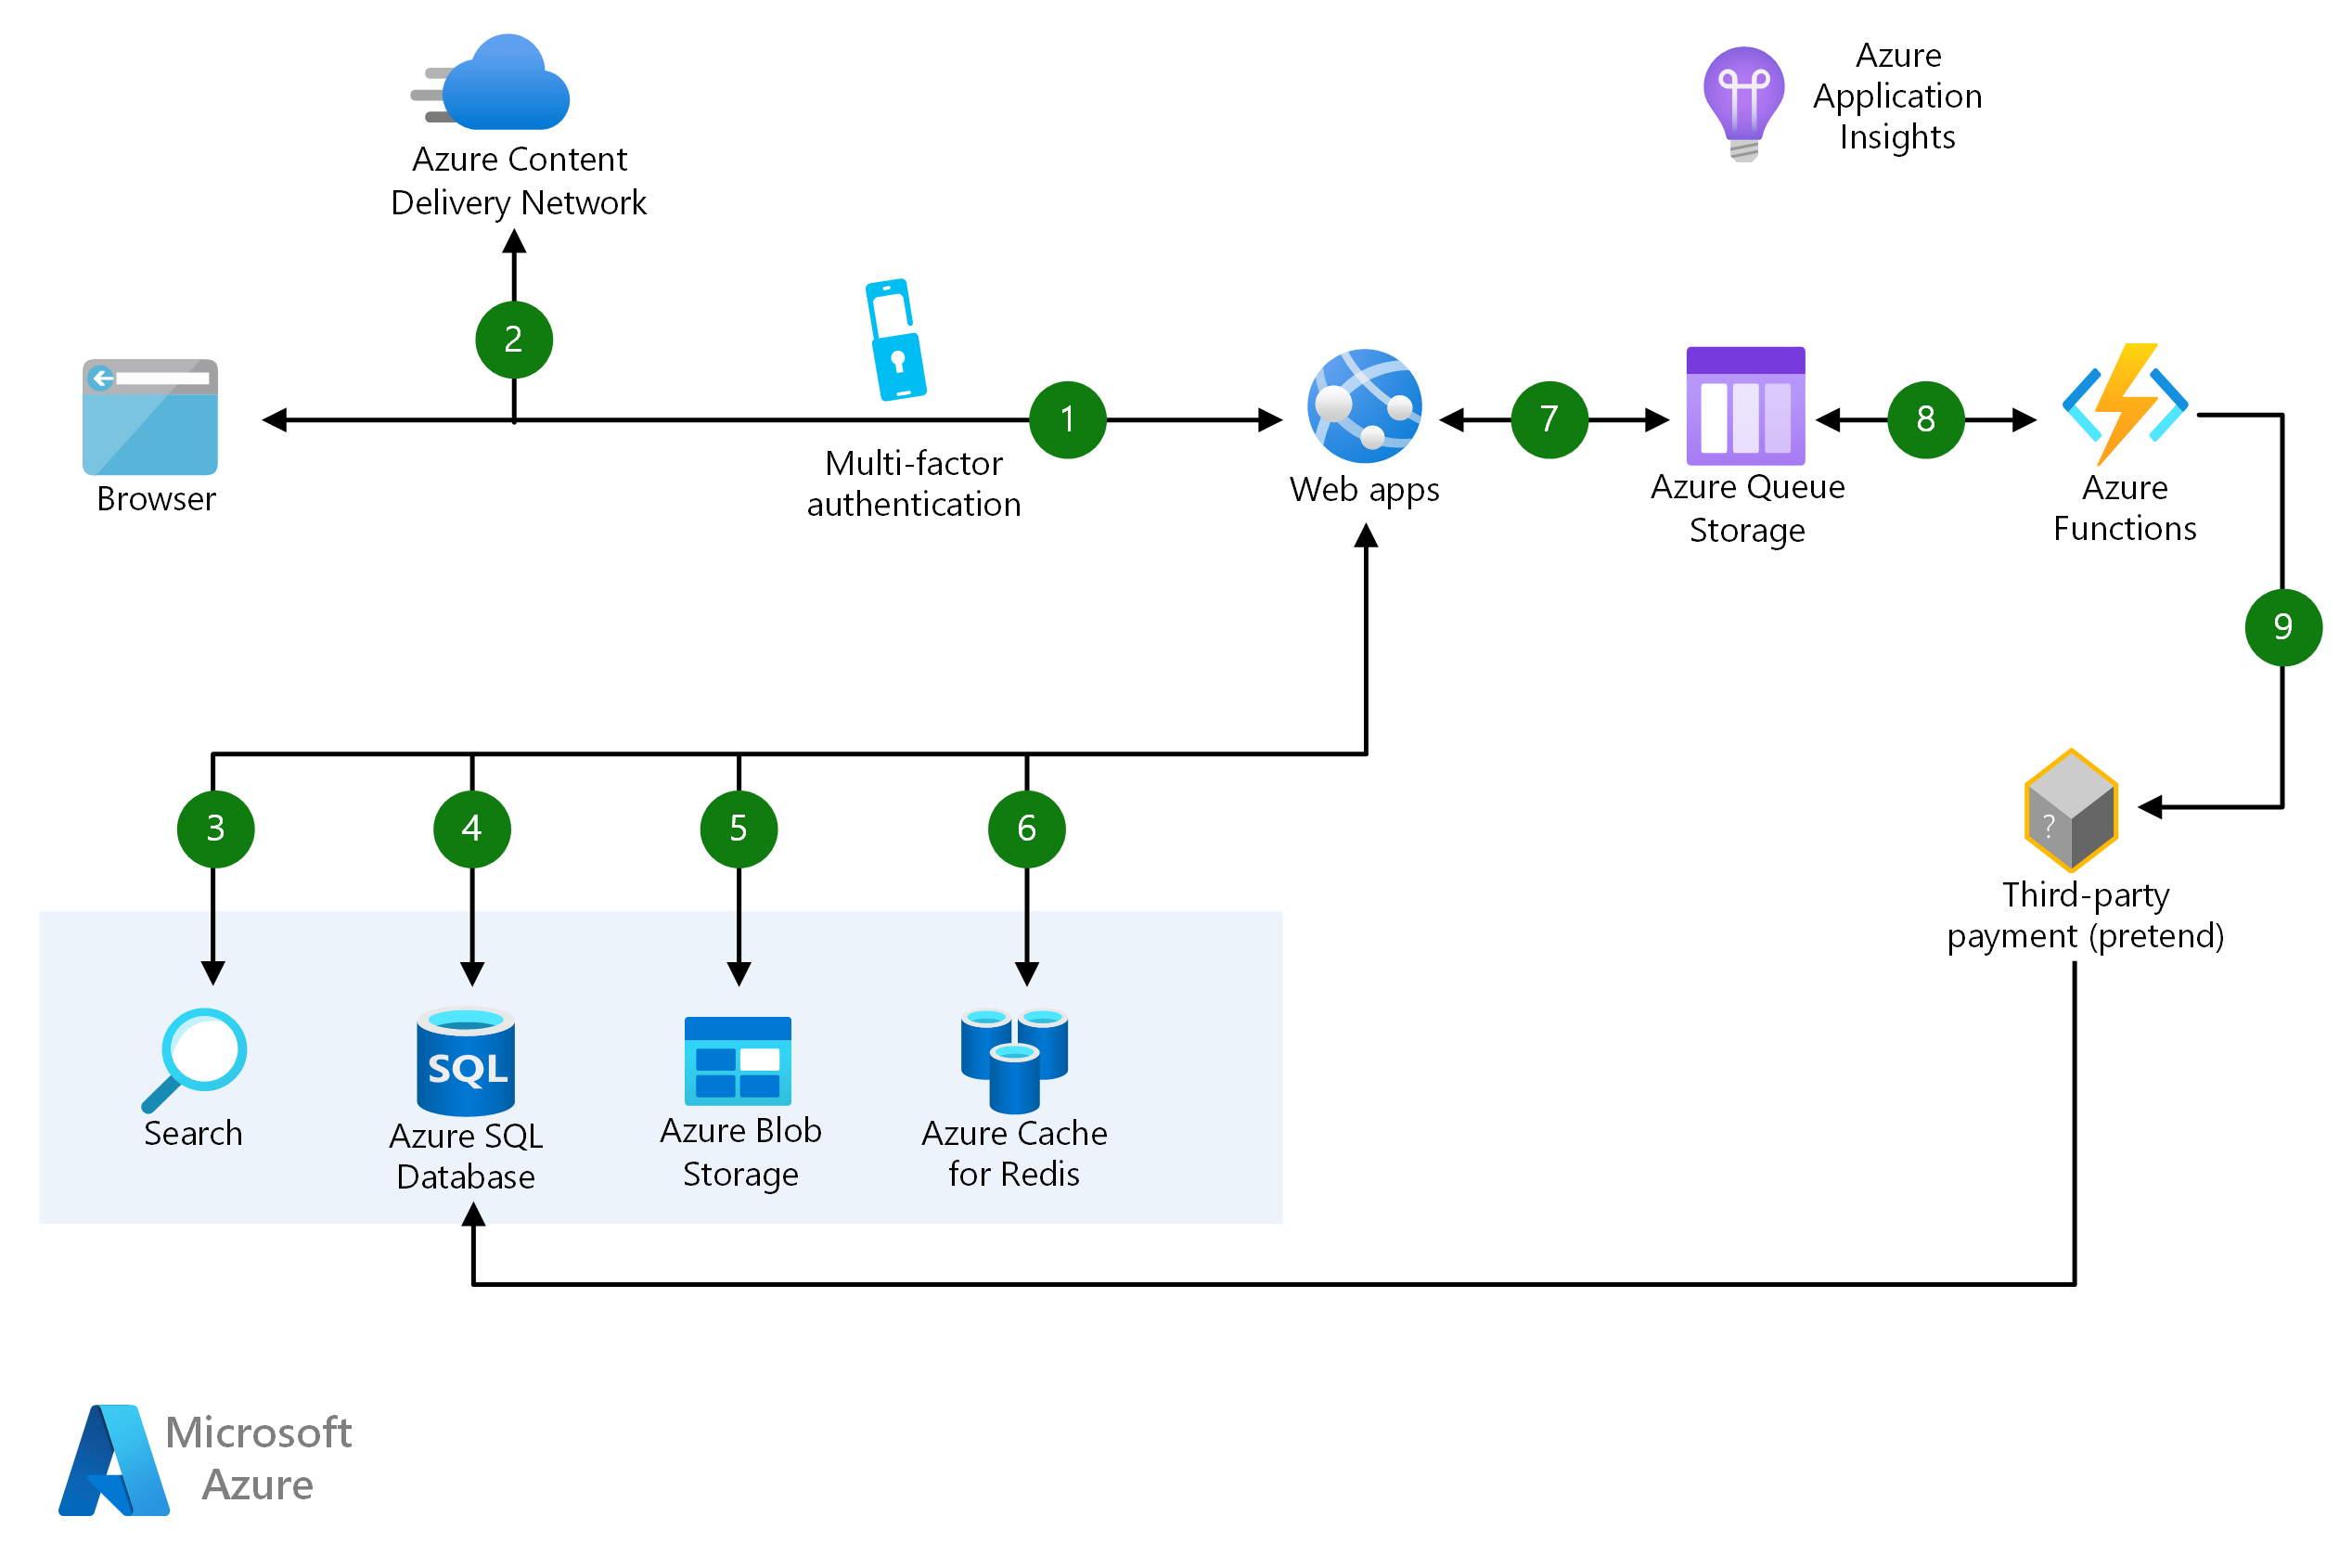 Azure Content
Delivery Network
Azure
Application
Insights
2
Browser
Multi-factor
authentication
1
Web apps
7
Azure Queue
Storage
8
Azure
Functions
9
3
4
5
6
Third-party
payment (pretend)
?
Search
SQL
Azure SQL
Database
Azure Blob
Storage
Azure Cache
for Redis
Microsoft
Azure